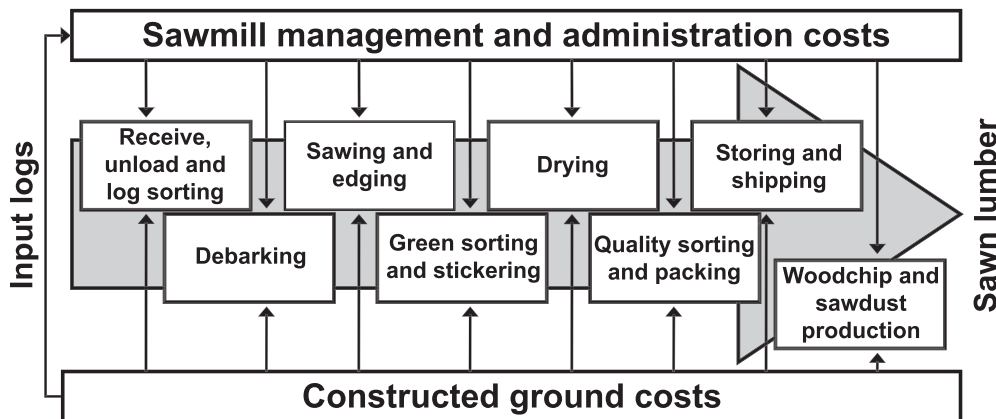 Sawmill management and administration costs
Input logs
Receive,
unload and
log sorting
Debarking
Sawing and
edging
Green sorting
and stickering
Drying
Quality sorting
and packing
Storing and
shipping
Woodchip and
sawdust
production
Sawn lumber
Constructed ground costs